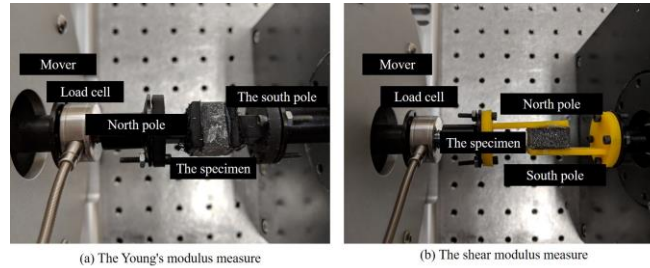 Mover
Load cell
North pole
The south pole
The specimen
(a) The Young's modulus measure
Mover
Load cell
North pole
The specimen
South pole
(b) The shear modulus measure